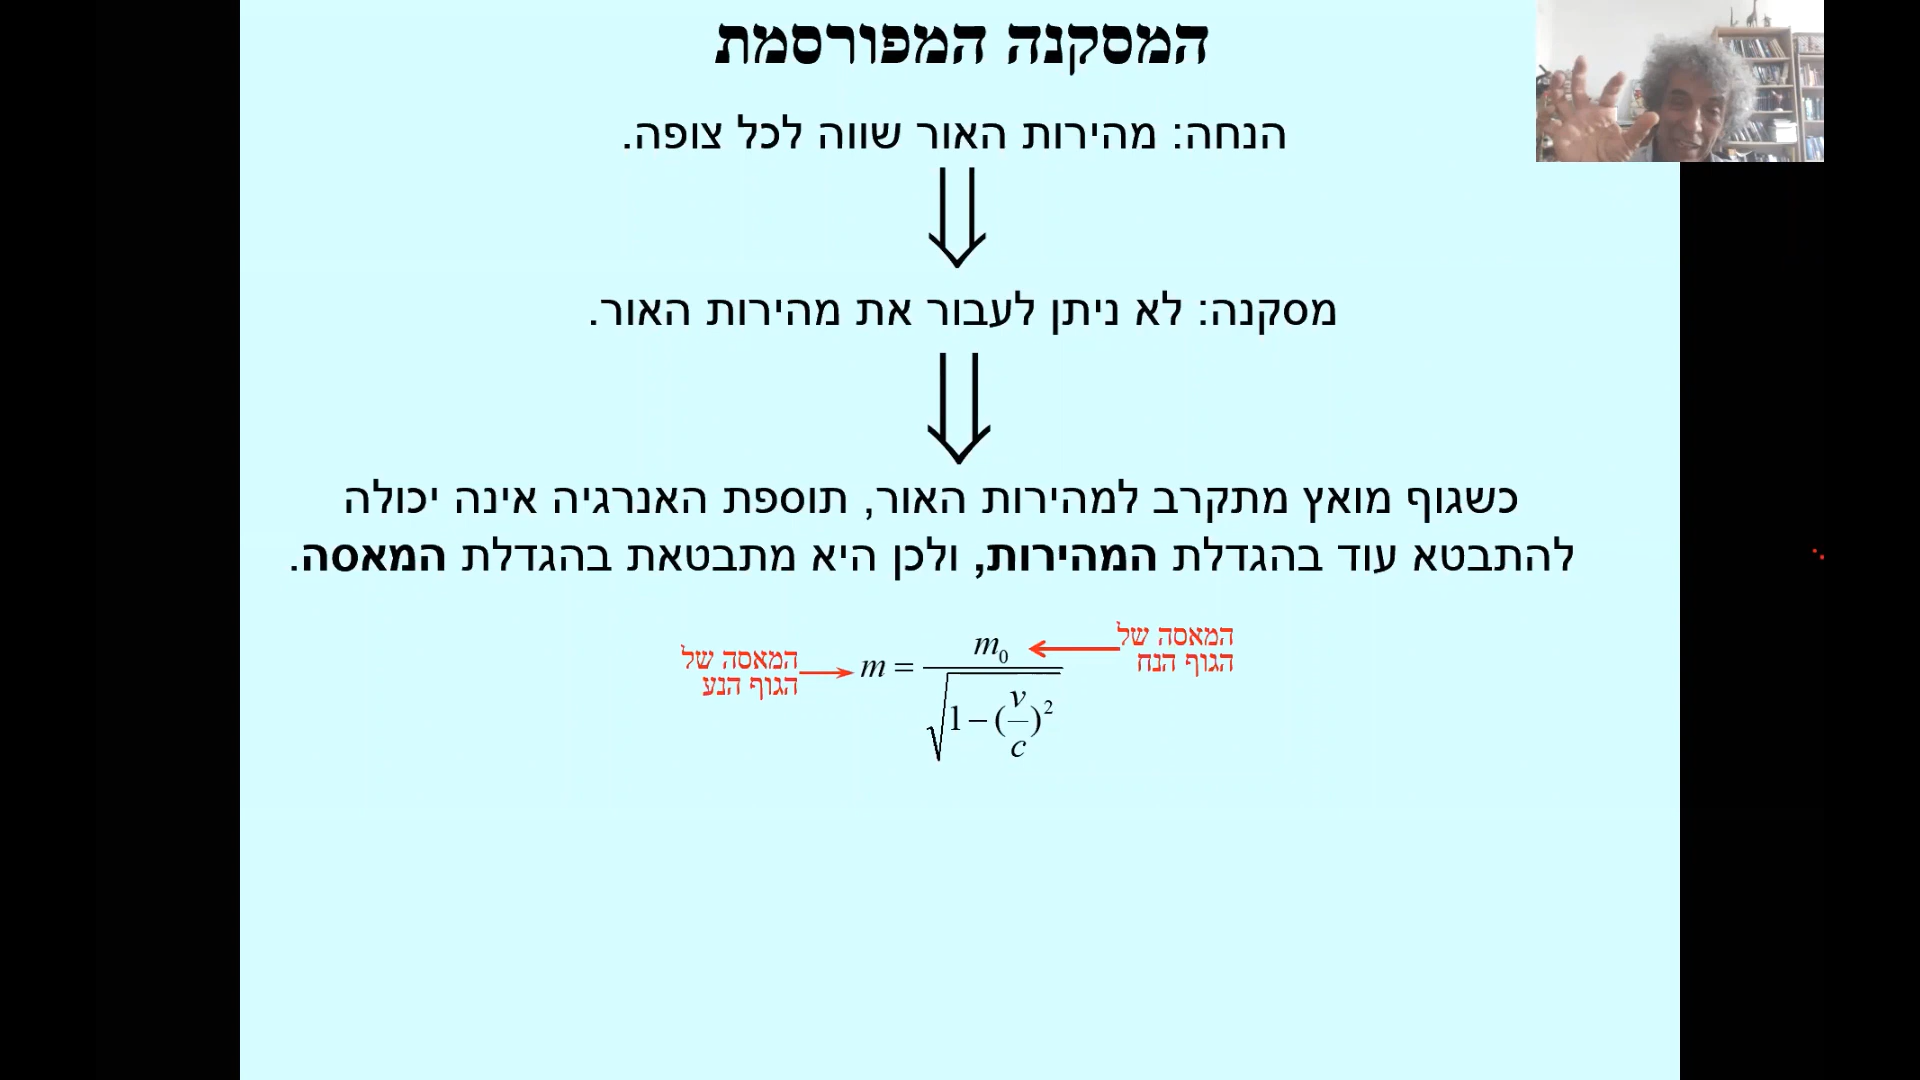 המסקנה המפורסמת
הנחה: מהירות האור שווה לכל צופה.
מסקנה: לא ניתן לעבור את מהירות האור.
כשגוף מואץ מתקרב למהירות האור, תוספת האנרגיה אינה יכולה
להתבטא עוד בהגדלת המהירות, ולכן היא מתבטאת בהגדלת המאסה.
המאסה של
הגוף הנח
m = m₀ / √(1 – (v/c)²)
המאסה של
הגוף הנע